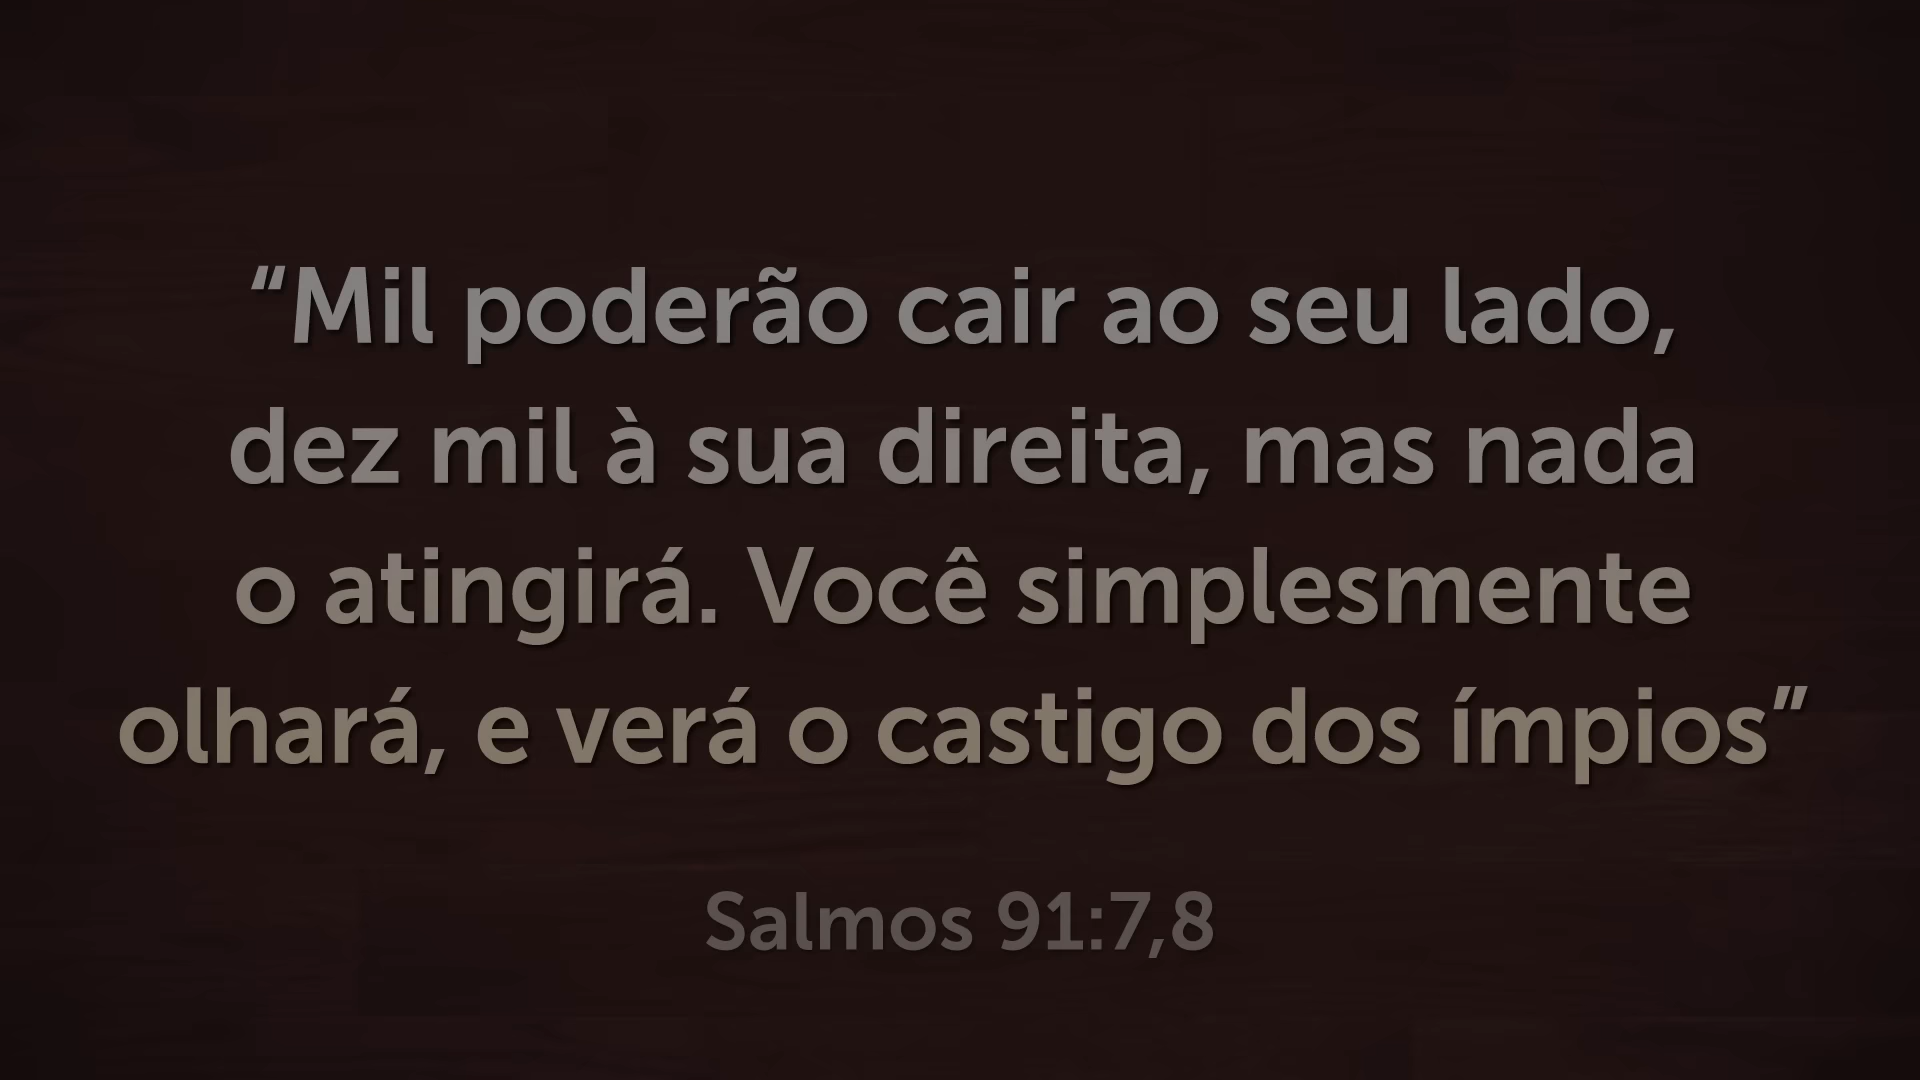 “Mil poderão cair ao seu lado,
dez mil à sua direita, mas nada
o atingirá. Você simplesmente
olhará, e verá o castigo dos ímpios”
Salmos 91:7,8